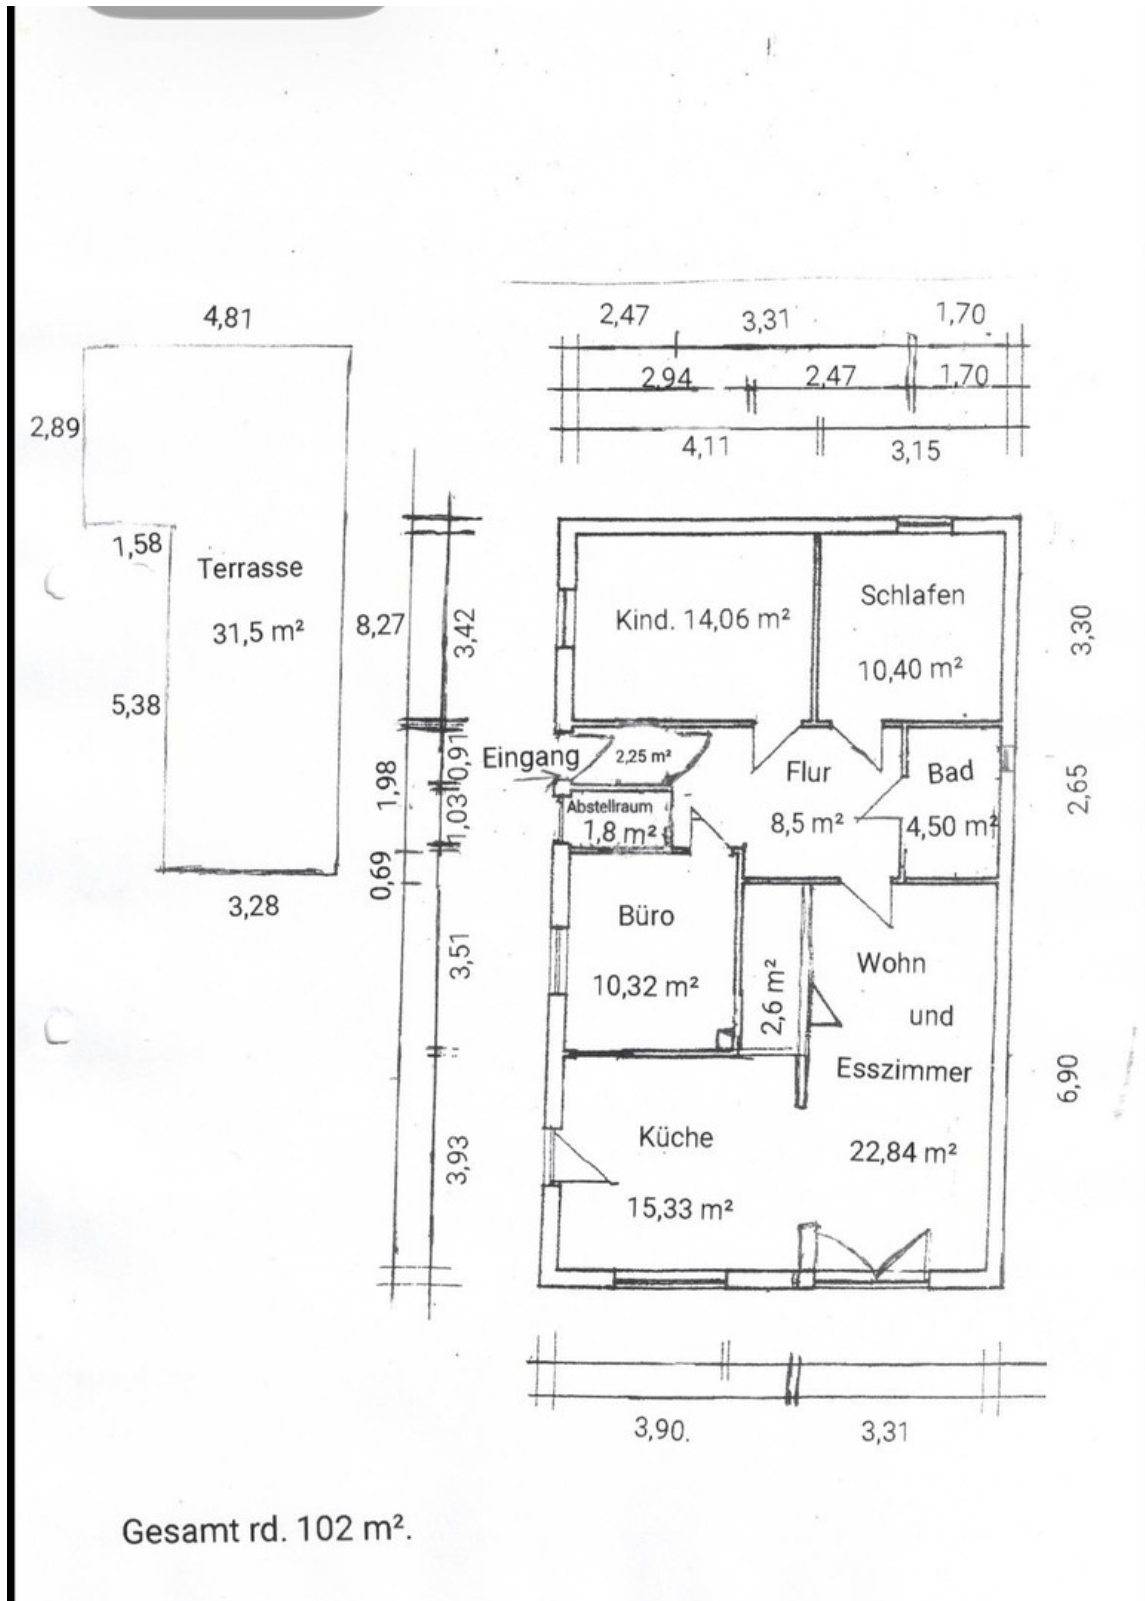 4,81
2,47 3,31 1,70
2,94 2,47 1,70
4,11 3,15
2,89
1,58
Terrasse
31,5 m²
8,27
5,38
3,28
3,42
0,91
1,98
1,03
0,69
3,51
3,93
Kind. 14,06 m²
Schlafen
10,40 m²
3,30
Eingang
2,25 m²
Flur
8,5 m²
Bad
4,50 m²
2,65
Abstellraum
1,8 m²
Büro
10,32 m²
2,6 m²
Wohn
und
Esszimmer
22,84 m²
6,90
Küche
15,33 m²
3,90.
3,31
Gesamt rd. 102 m².